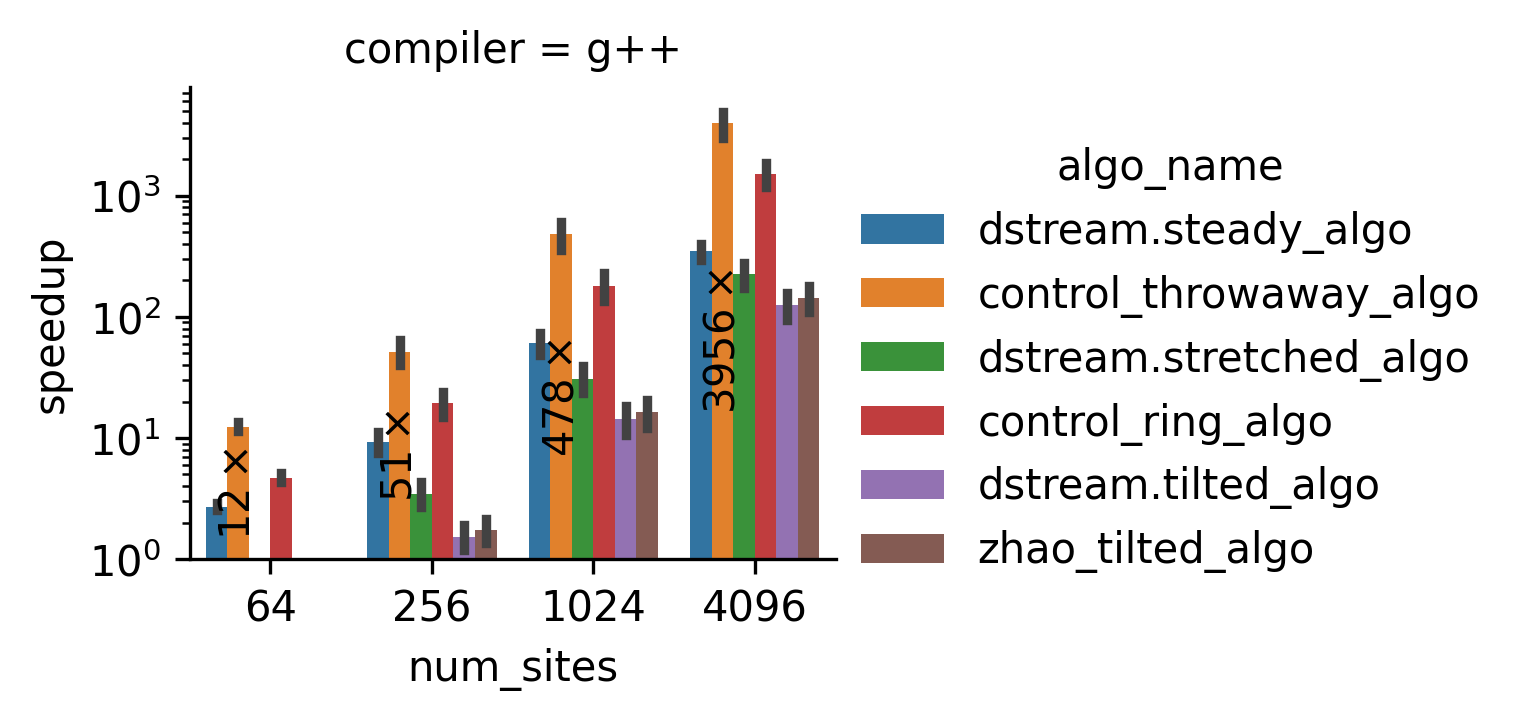 compiler = g++
speedup
10³
10²
10¹
10⁰
12×
51×
478×
3956×
64
256
1024
4096
num_sites
algo_name
dstream.steady_algo
control_throwaway_algo
dstream.stretched_algo
control_ring_algo
dstream.tilted_algo
zhao_tilted_algo